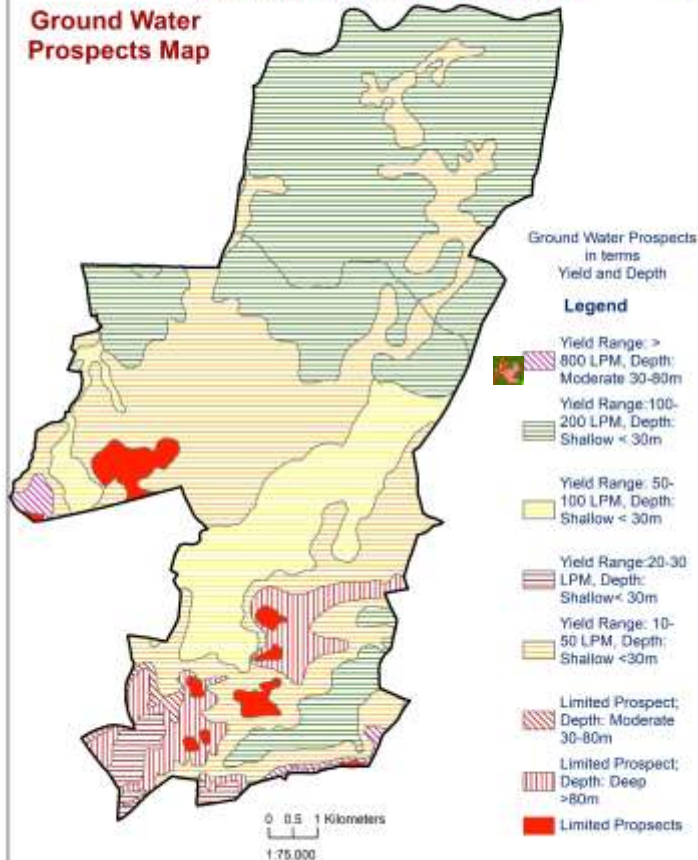 Ground Water
Prospects Map
Ground Water Prospects
in terms
Yield and Depth
Legend
Yield Range: >
800 LPM, Depth:
Moderate 30-80m
Yield Range:100-
200 LPM, Depth:
Shallow < 30m
Yield Range: 50-
100 LPM, Depth:
Shallow < 30m
Yield Range:20-30
LPM, Depth:
Shallow< 30m
Yield Range: 10-
50 LPM, Depth:
Shallow <30m
Limited Prospect;
Depth: Moderate
30-80m
Limited Prospect;
Depth: Deep
>80m
Limited Propsects
0 0.5 1 Kilometers
1:75,000